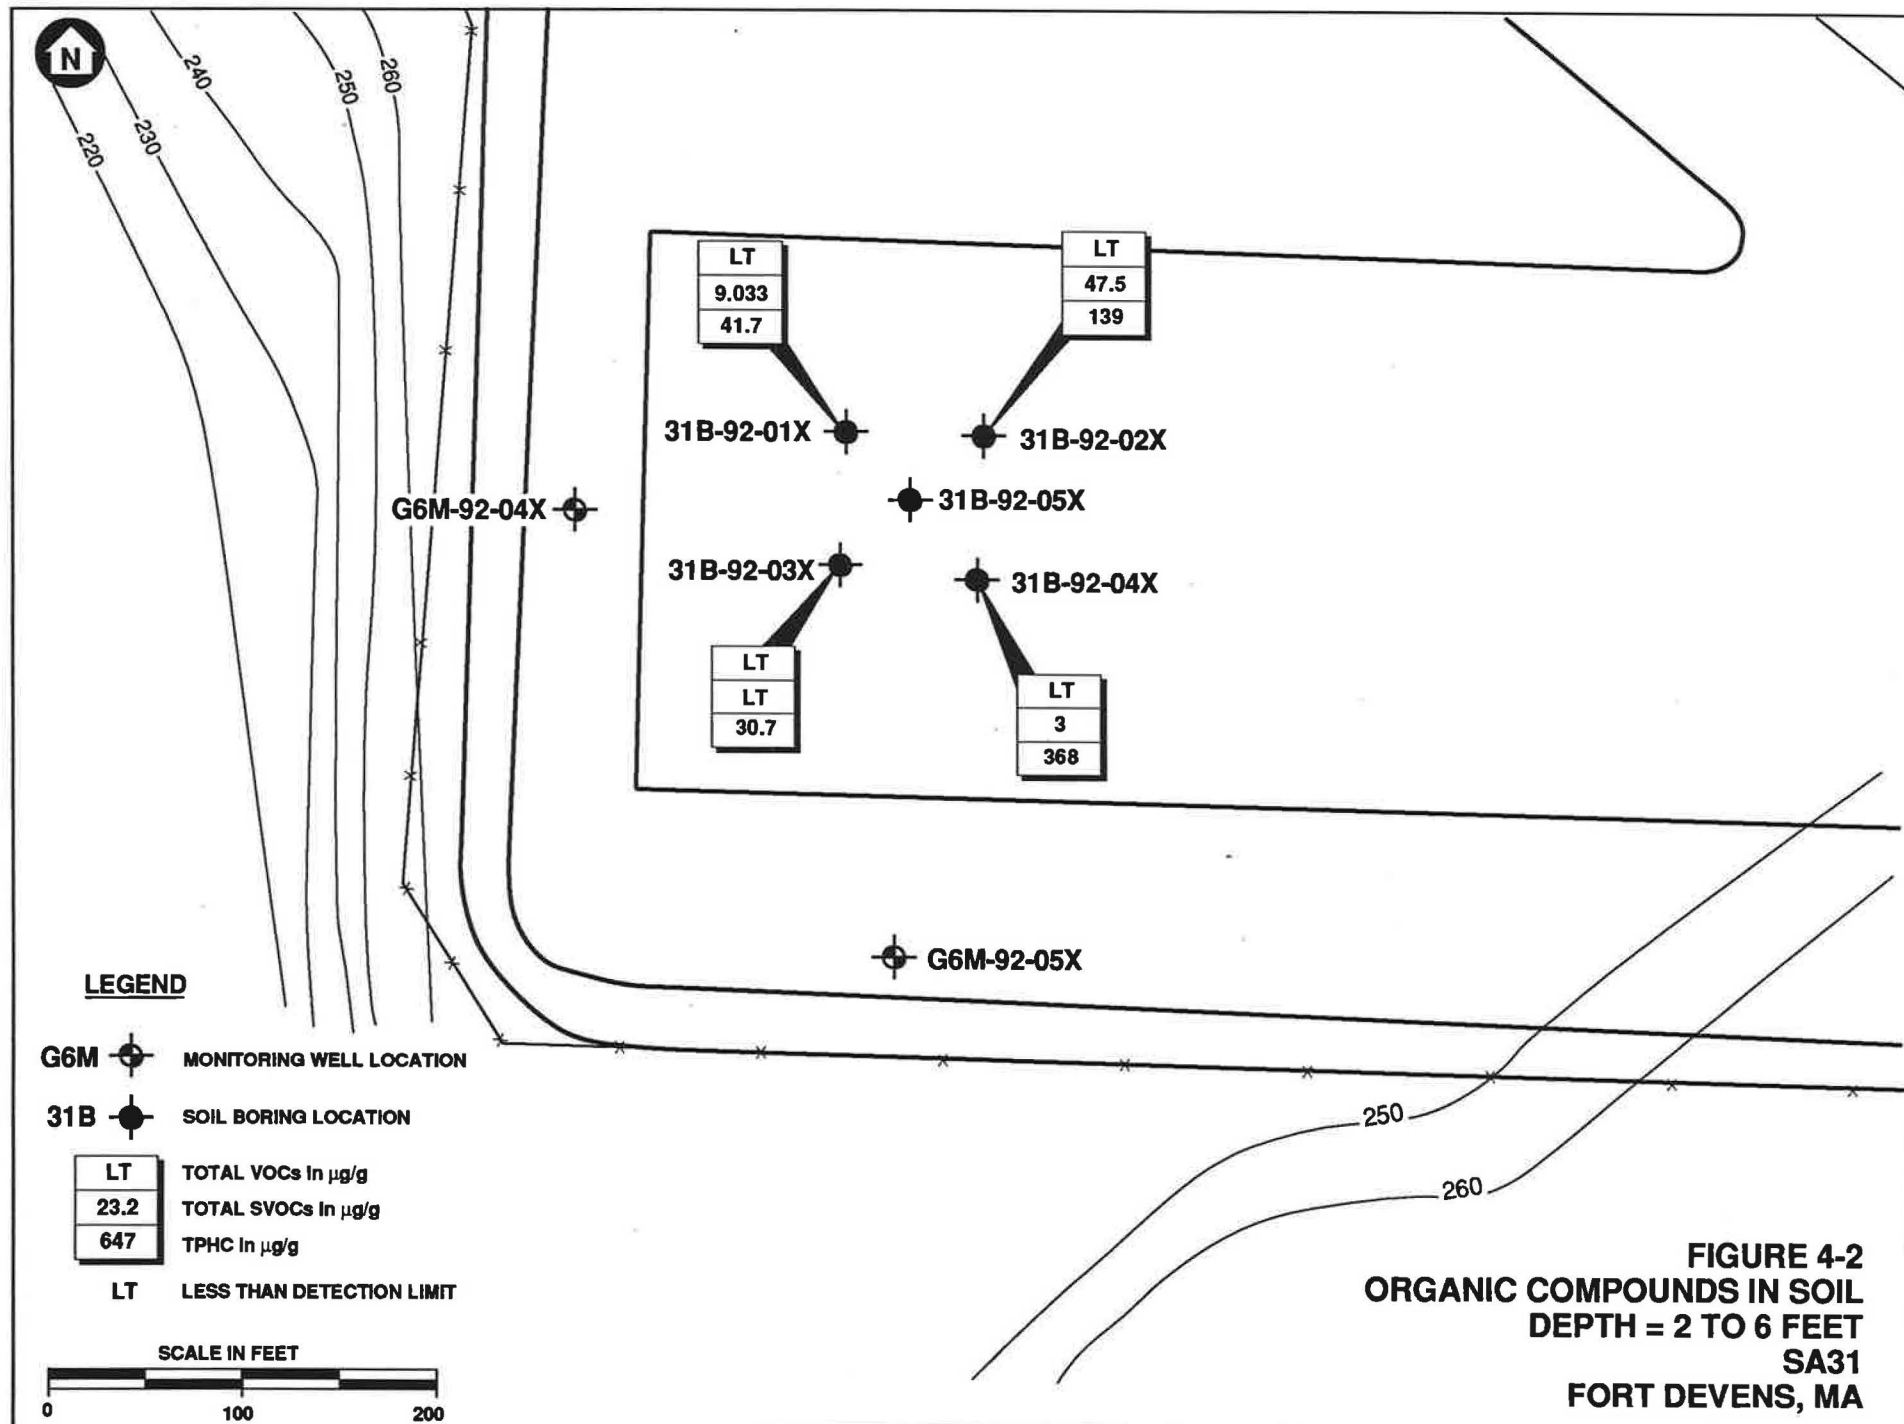 N
240
250
260
230
220
LT
9.033
41.7
LT
47.5
139
31B-92-01X
31B-92-02X
31B-92-05X
G6M-92-04X
31B-92-03X
31B-92-04X
LT
LT
30.7
LT
3
368
G6M-92-05X
250
260
LEGEND
G6M MONITORING WELL LOCATION
31B SOIL BORING LOCATION
LT TOTAL VOCs in µg/g
23.2 TOTAL SVOCs in µg/g
647 TPHC in µg/g
LT LESS THAN DETECTION LIMIT
SCALE IN FEET
0 100 200
FIGURE 4-2
ORGANIC COMPOUNDS IN SOIL
DEPTH = 2 TO 6 FEET
SA31
FORT DEVENS, MA